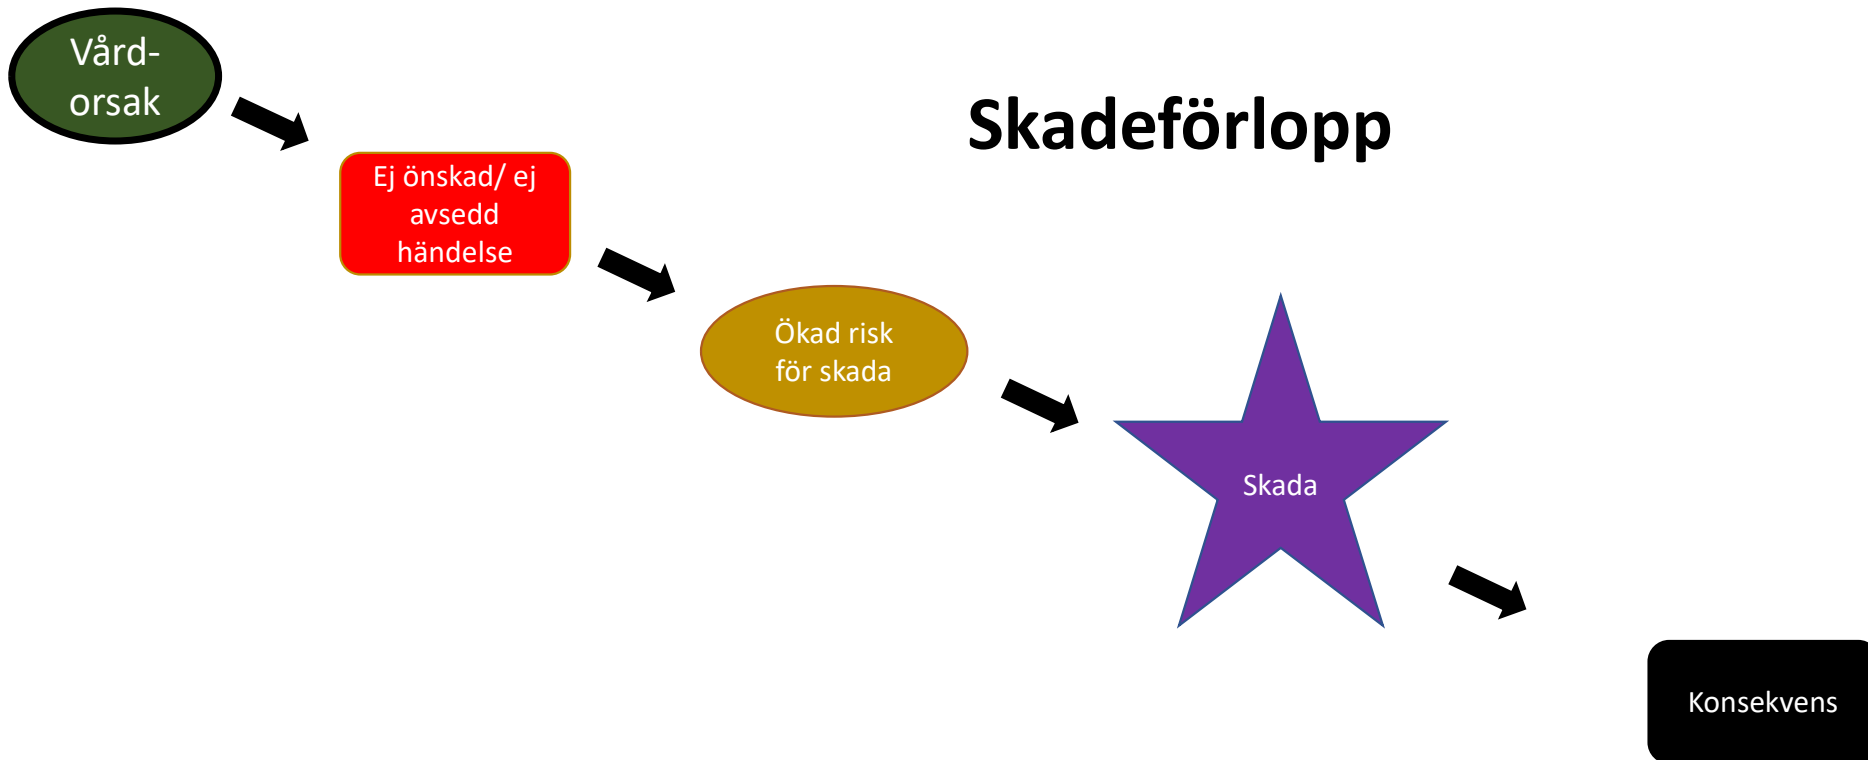 Vård-
orsak
Skadeförlopp
Ej önskad/ ej
avsedd
händelse
Ökad risk
för skada
Skada
Konsekvens